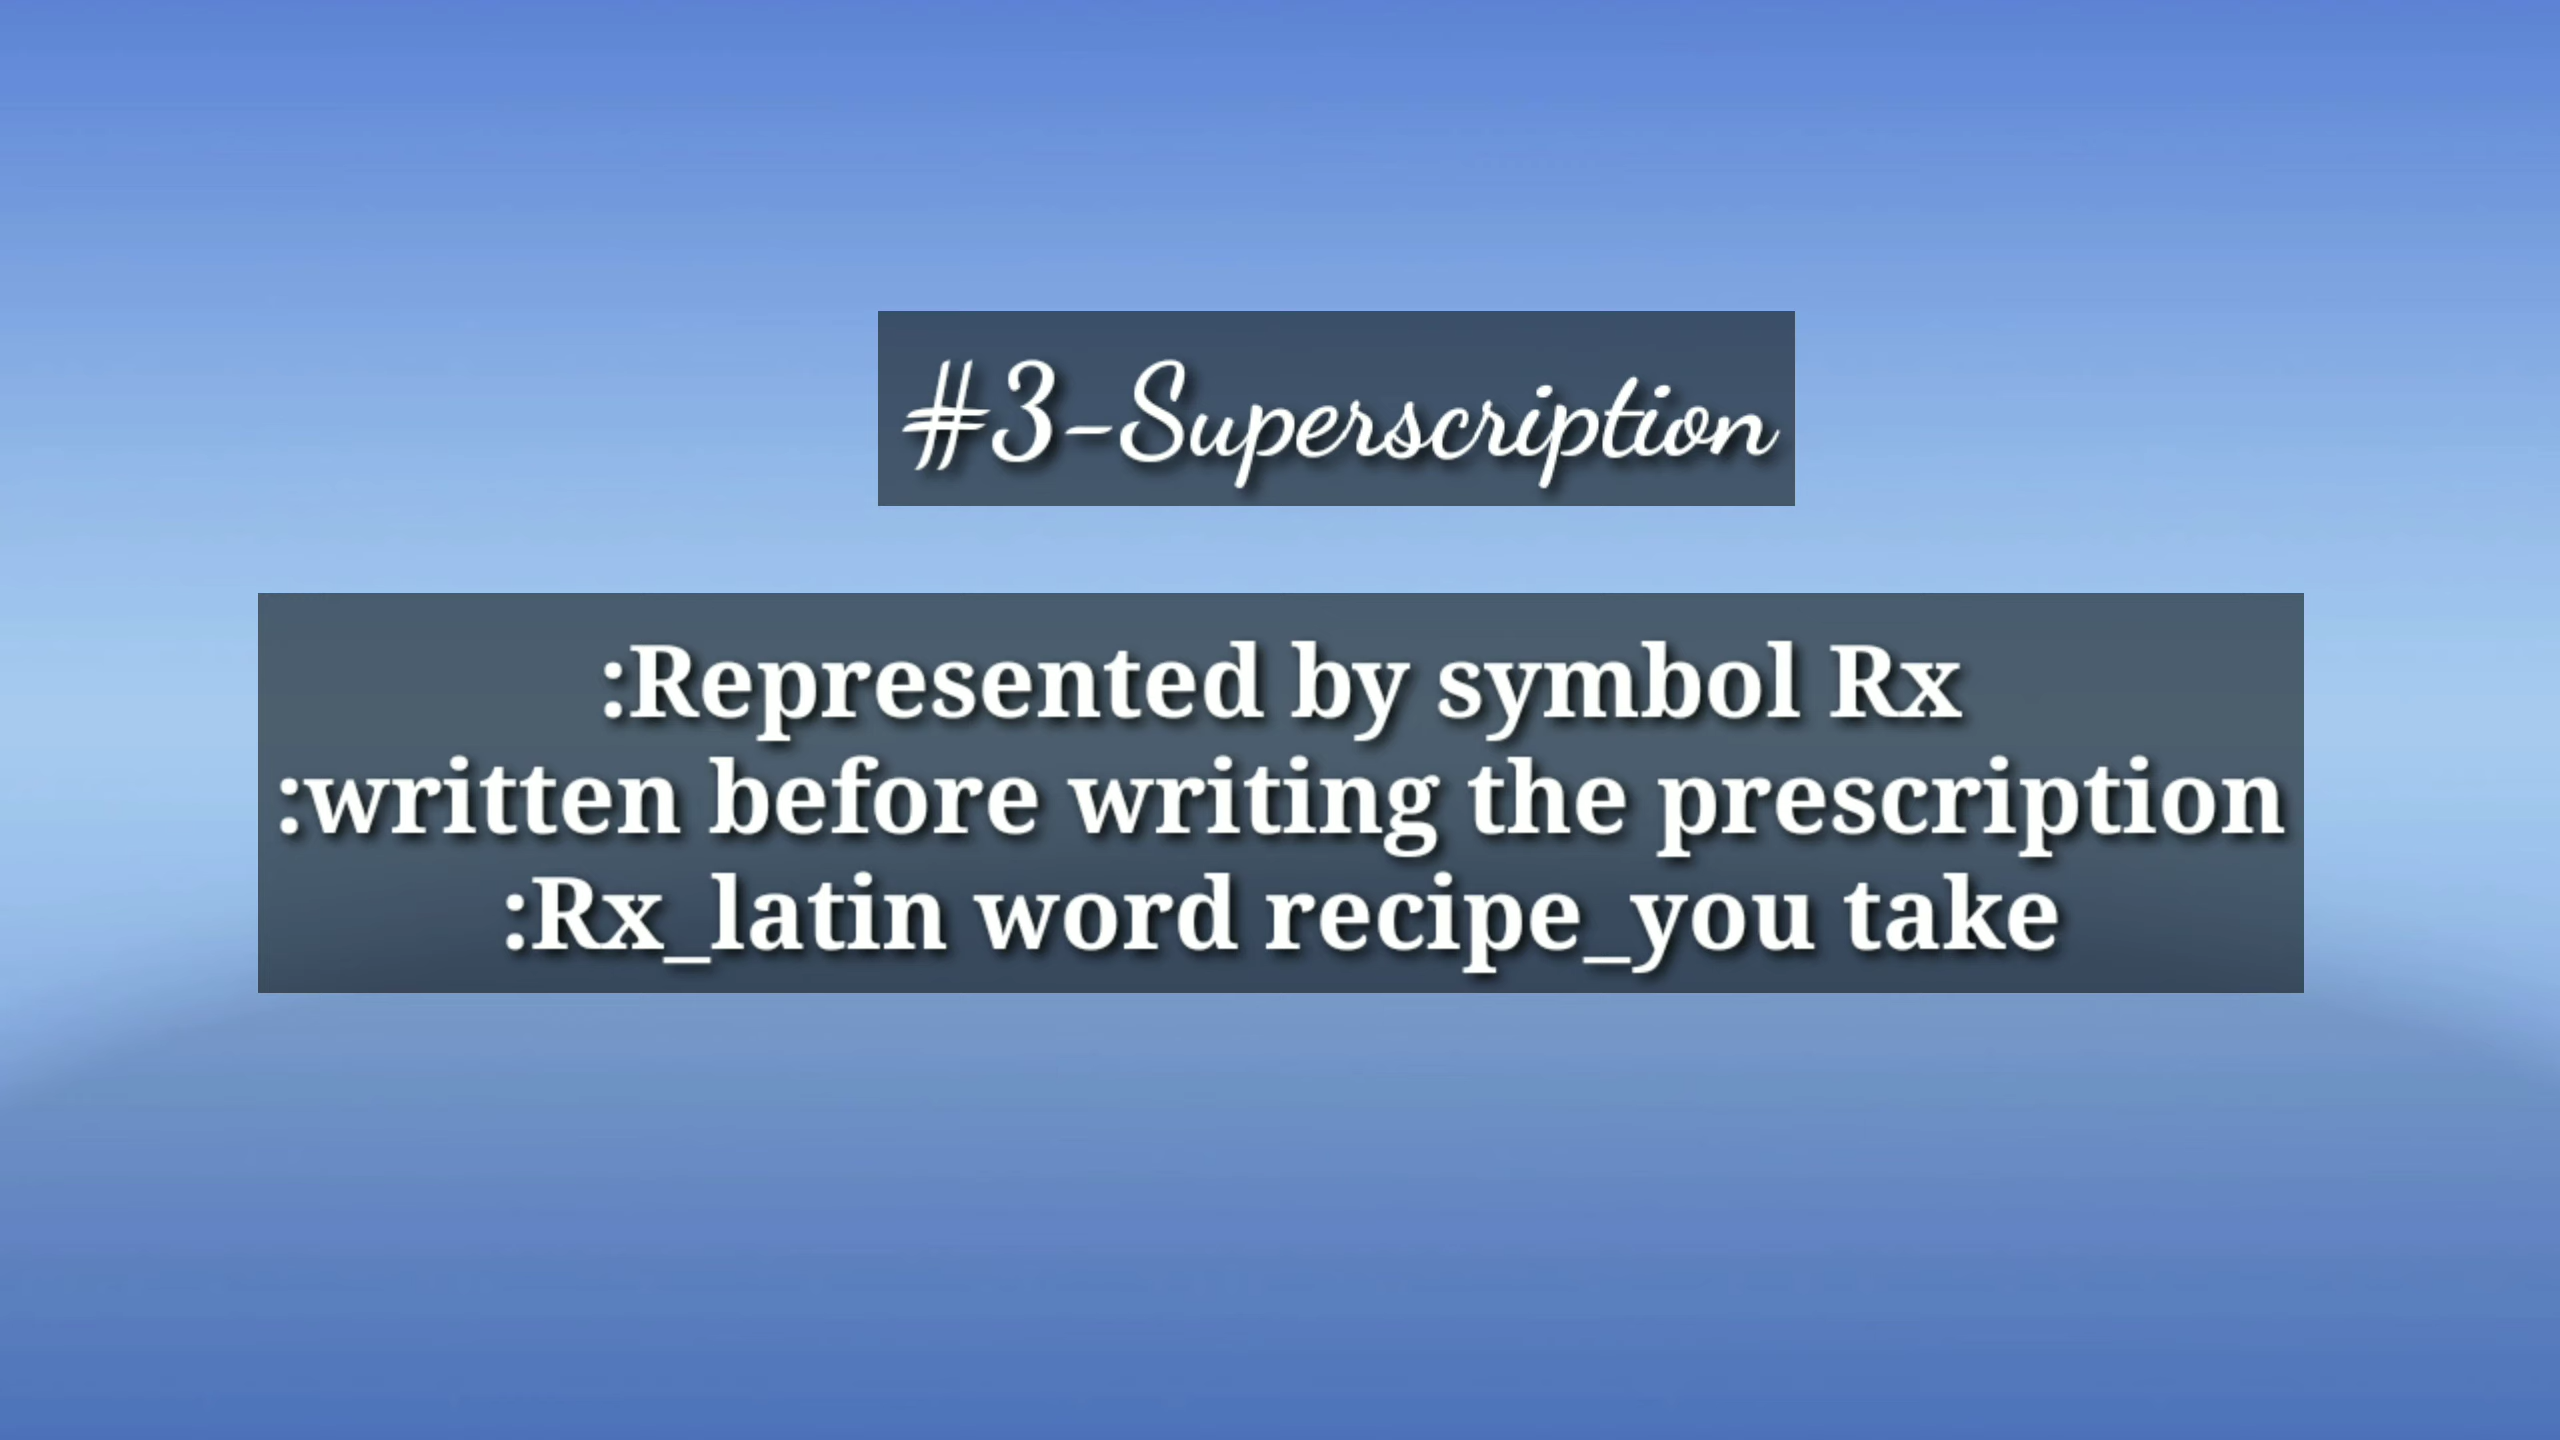 #3-Superscription
:Represented by symbol Rx
:written before writing the prescription
:Rx_latin word recipe_you take